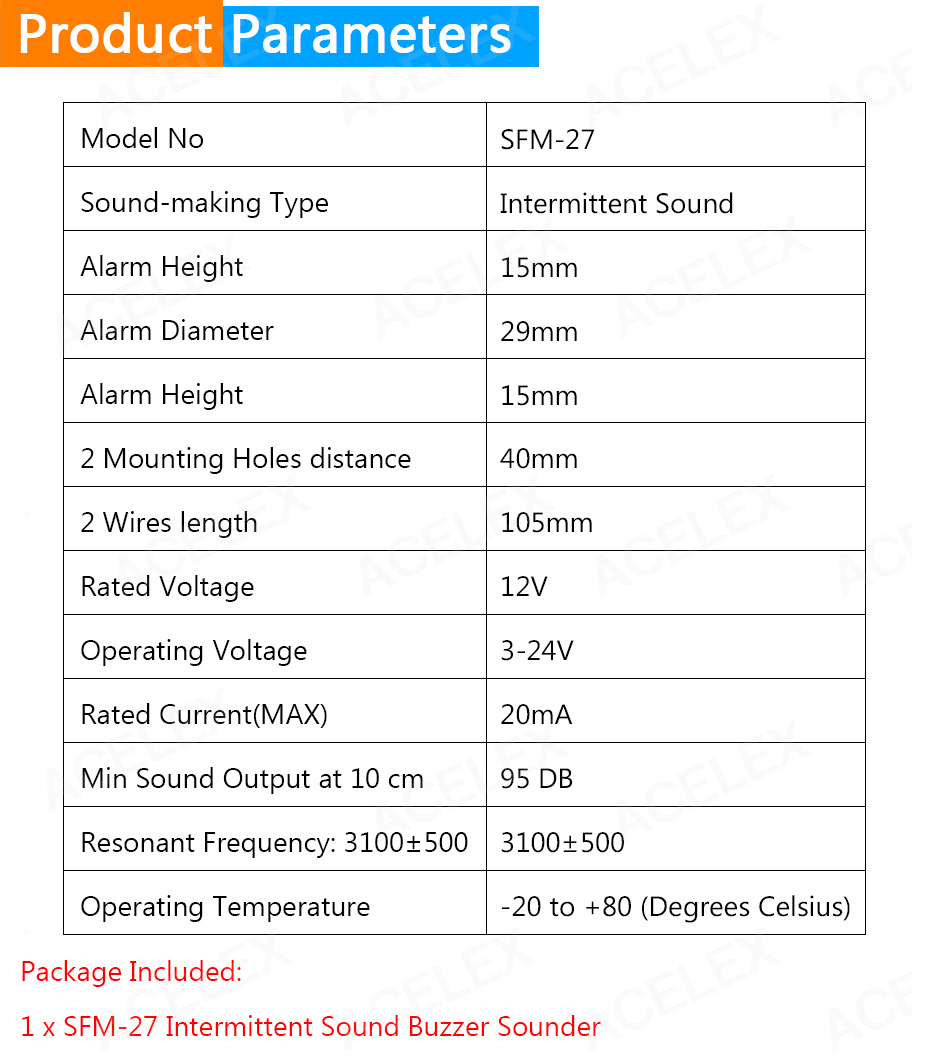 Product Parameters
Model No SFM-27
Sound-making Type Intermittent Sound
Alarm Height 15mm
Alarm Diameter 29mm
Alarm Height 15mm
2 Mounting Holes distance 40mm
2 Wires length 105mm
Rated Voltage 12V
Operating Voltage 3-24V
Rated Current(MAX) 20mA
Min Sound Output at 10 cm 95 DB
Resonant Frequency: 3100±500 3100±500
Operating Temperature -20 to +80 (Degrees Celsius)
Package Included:
1 x SFM-27 Intermittent Sound Buzzer Sounder
ACELEX